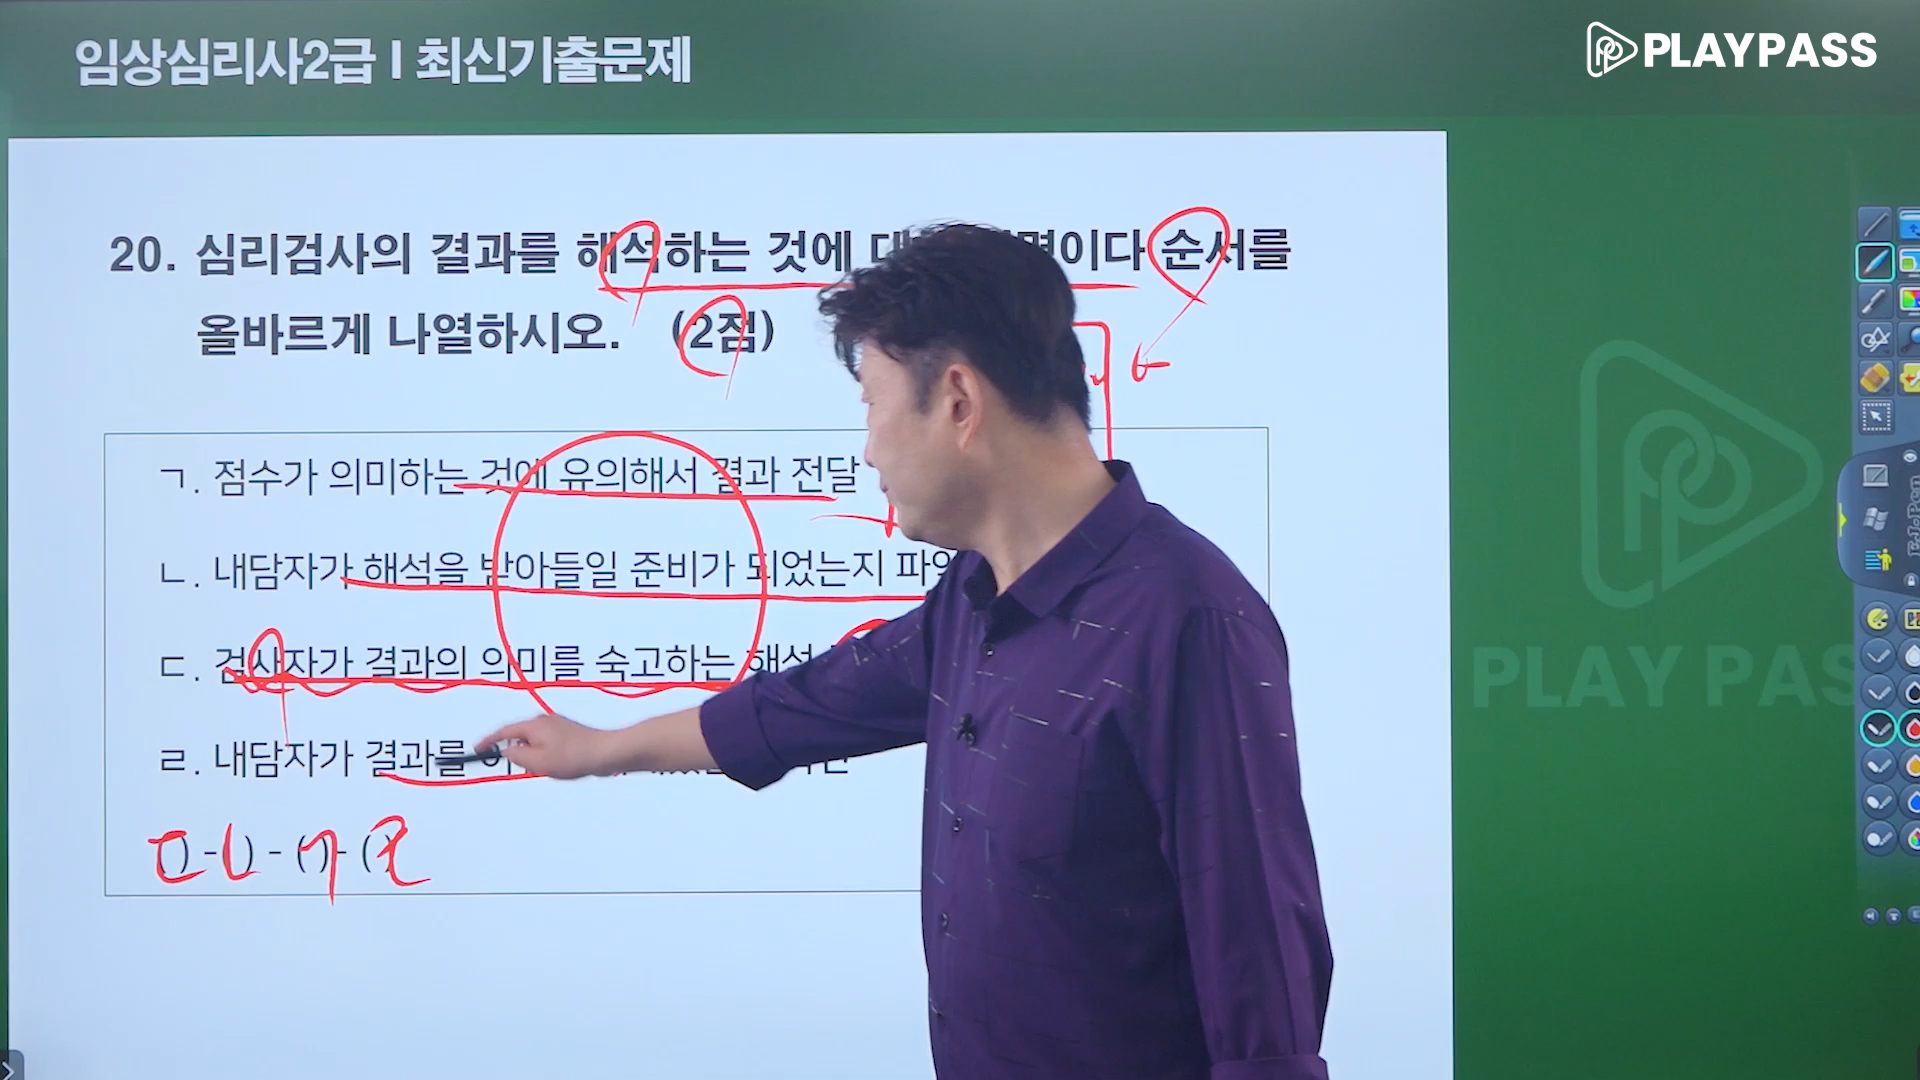 임상심리사2급 | 최신기출문제
PLAYPASS
20. 심리검사의 결과를 해석하는 것에 이다 순서를
올바르게 나열하시오. (2점)
ㄱ. 점수가 의미하는 것에 유의해서 결과 전달
ㄴ. 내담자가 해석을 받아들일 준비가 되었는지
ㄷ. 검사자가 결과의 의미를 숙고하는 해석
ㄹ. 내담자가 결과를
(ㄷ) - (ㄴ) - (ㄱ) - (ㄹ)
PLAY PAS